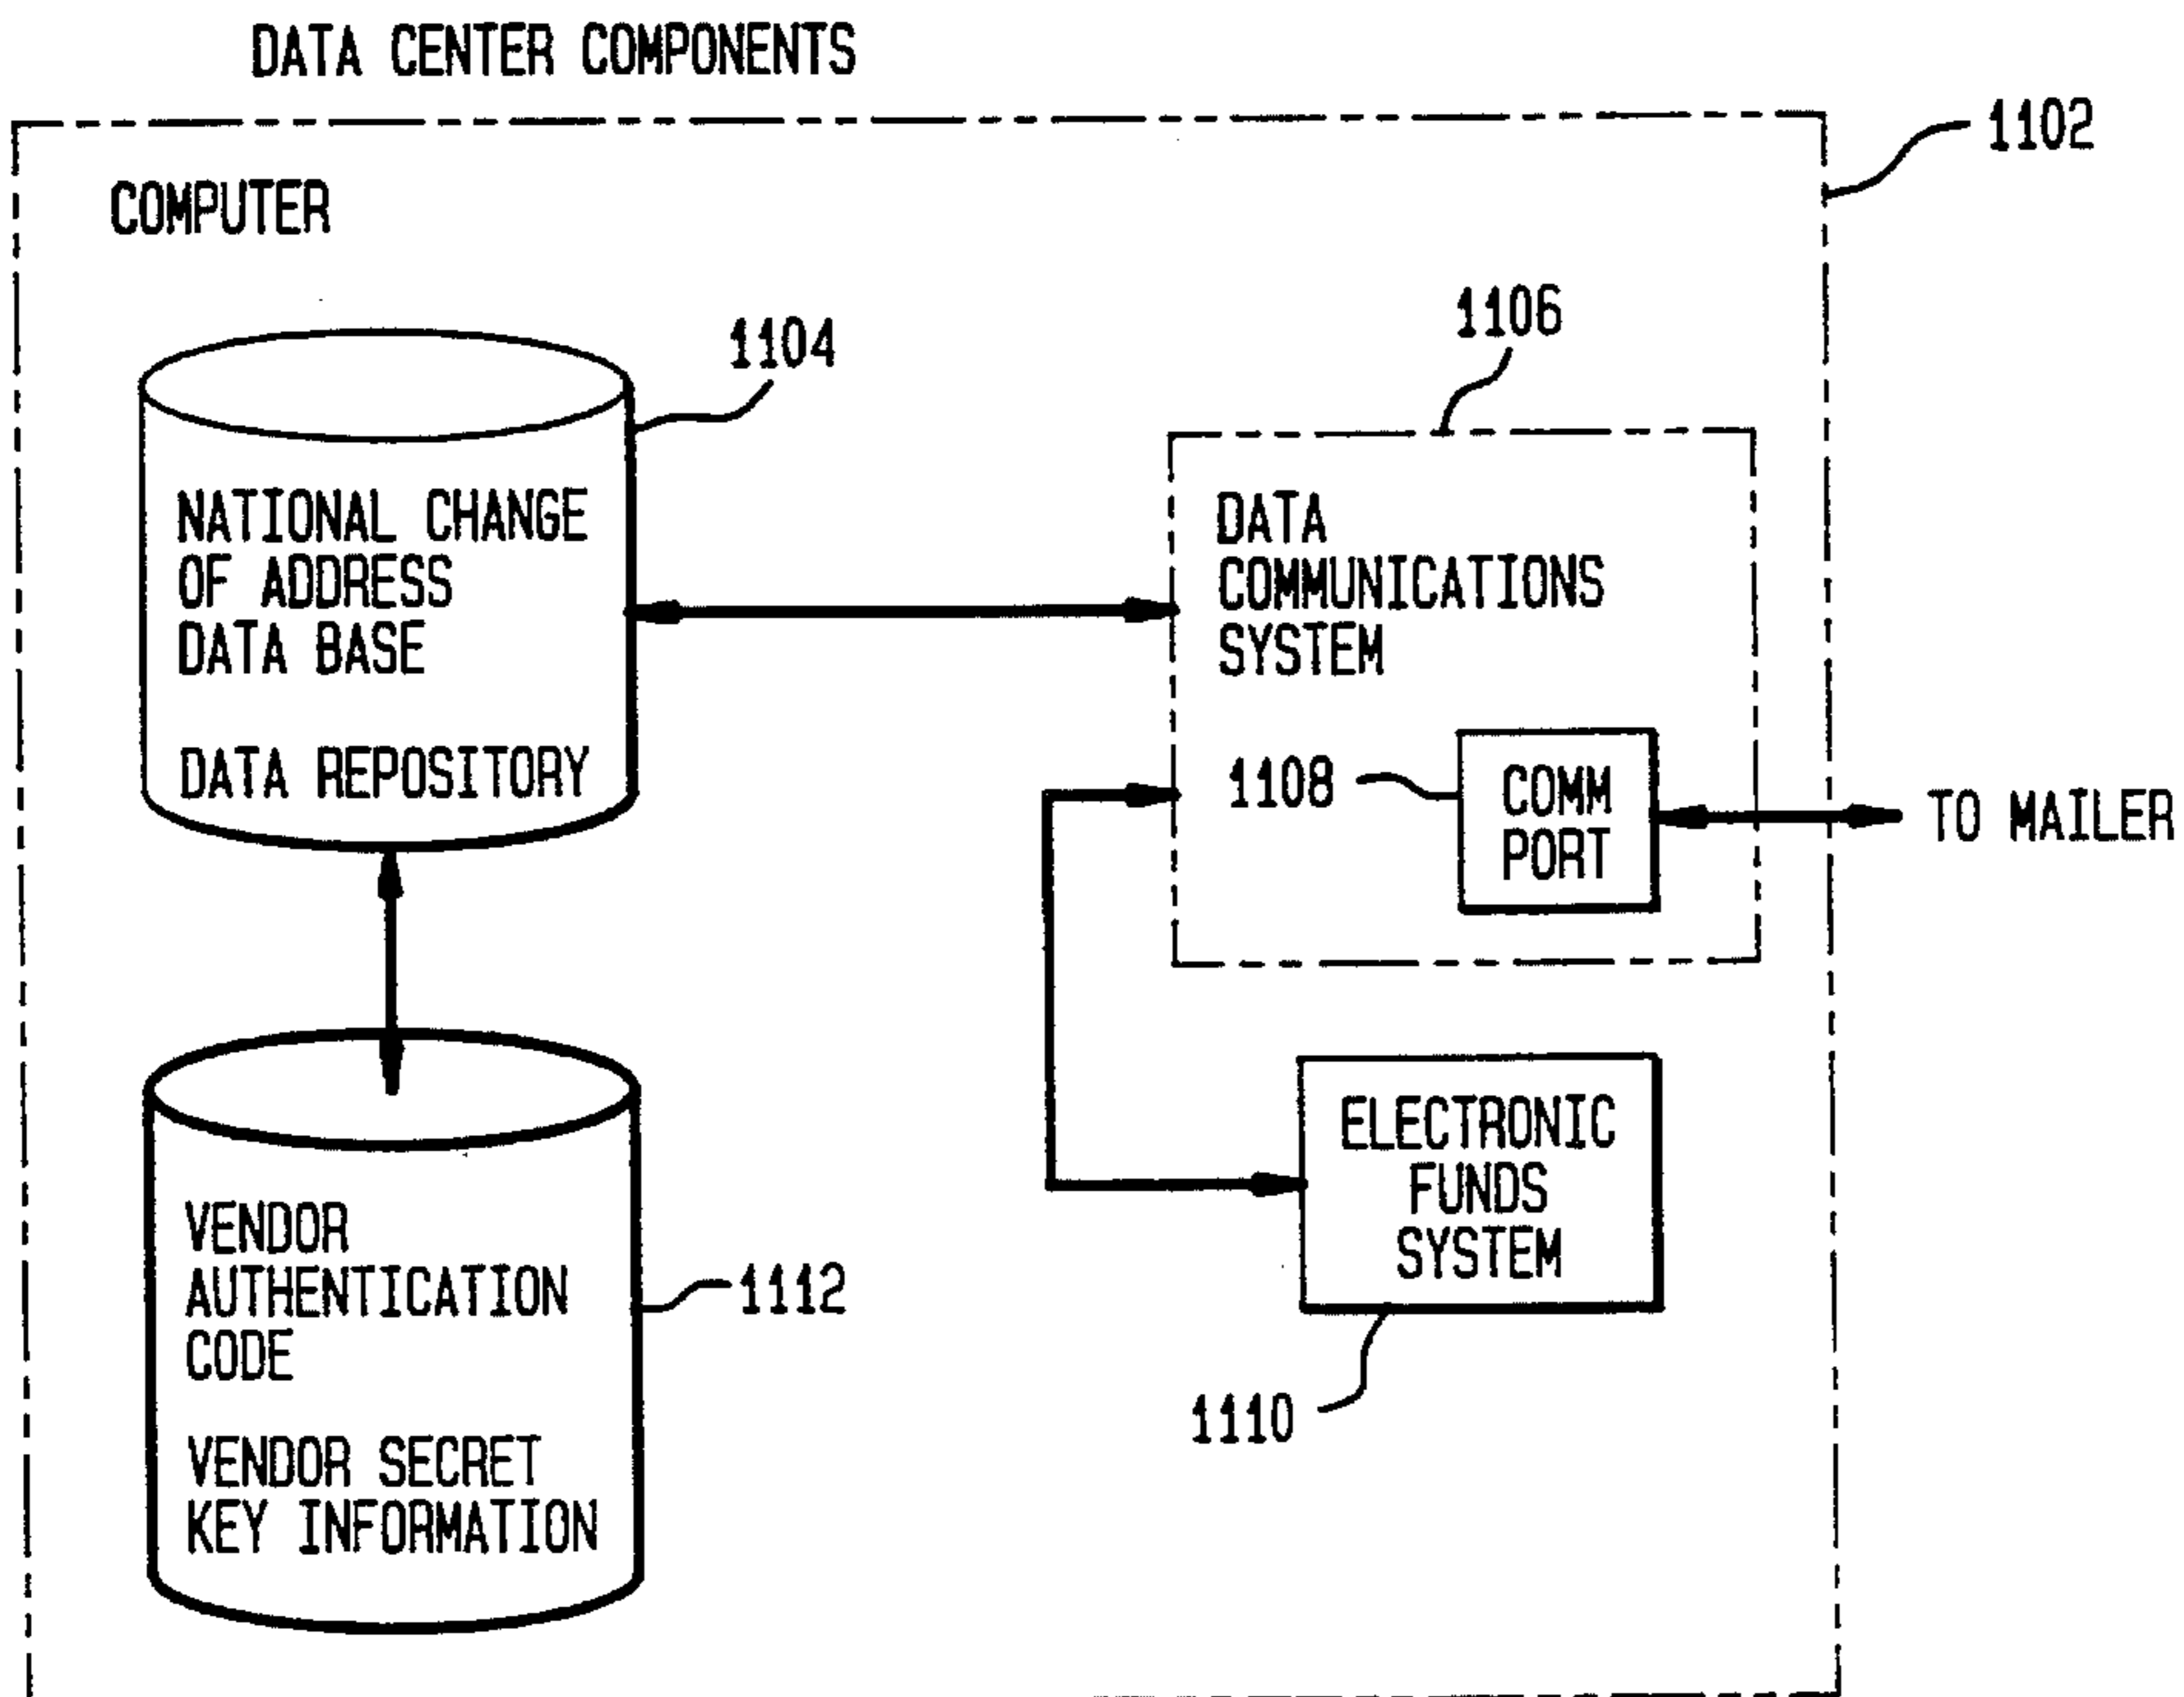 DATA CENTER COMPONENTS
1102
COMPUTER
1104
1106
NATIONAL CHANGE
OF ADDRESS
DATA BASE
DATA REPOSITORY
DATA
COMMUNICATIONS
SYSTEM
1108
COMM
PORT
TO MAILER
VENDOR
AUTHENTICATION
CODE
VENDOR SECRET
KEY INFORMATION
1112
ELECTRONIC
FUNDS
SYSTEM
1110